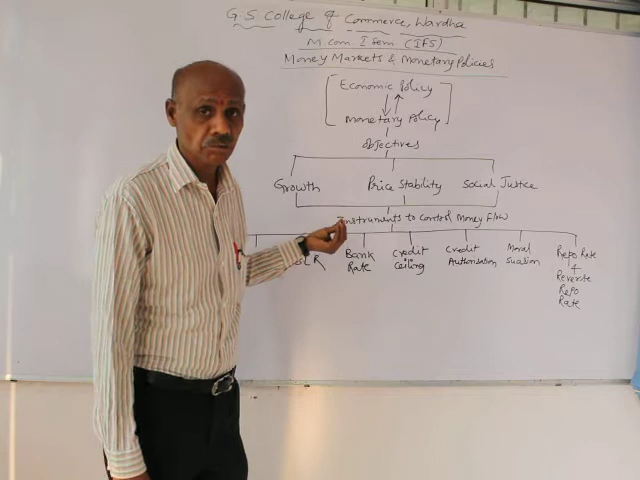 G S College of Commerce, Wardha
M.com I Sem (IFS)
Money Markets & Monetary Policies
Economic Policy
Monetary Policy
Objectives
Growth Price Stability Social Justice
Instruments to Control Money Flow
Bank Rate
Credit Ceiling
Credit Authorisation
Moral Suasion
Repo Rate
&
Reverse
Repo
Rate